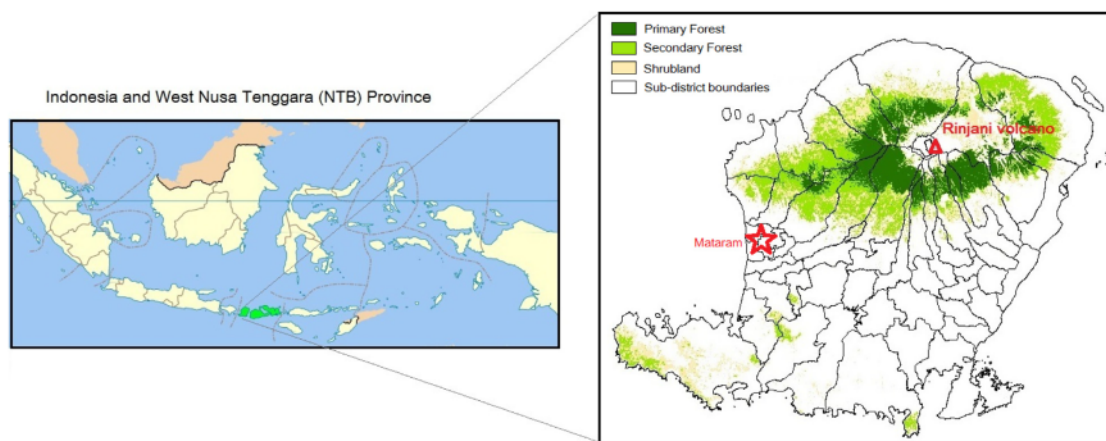 Indonesia and West Nusa Tenggara (NTB) Province
Primary Forest
Secondary Forest
Shrubland
Sub-district boundaries
Rinjani volcano
Mataram